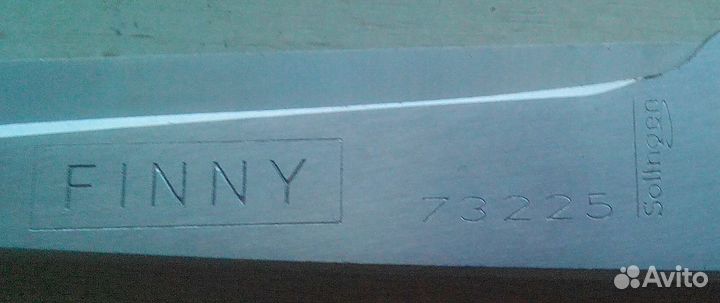 FINNY
73225
Solingen
Avito